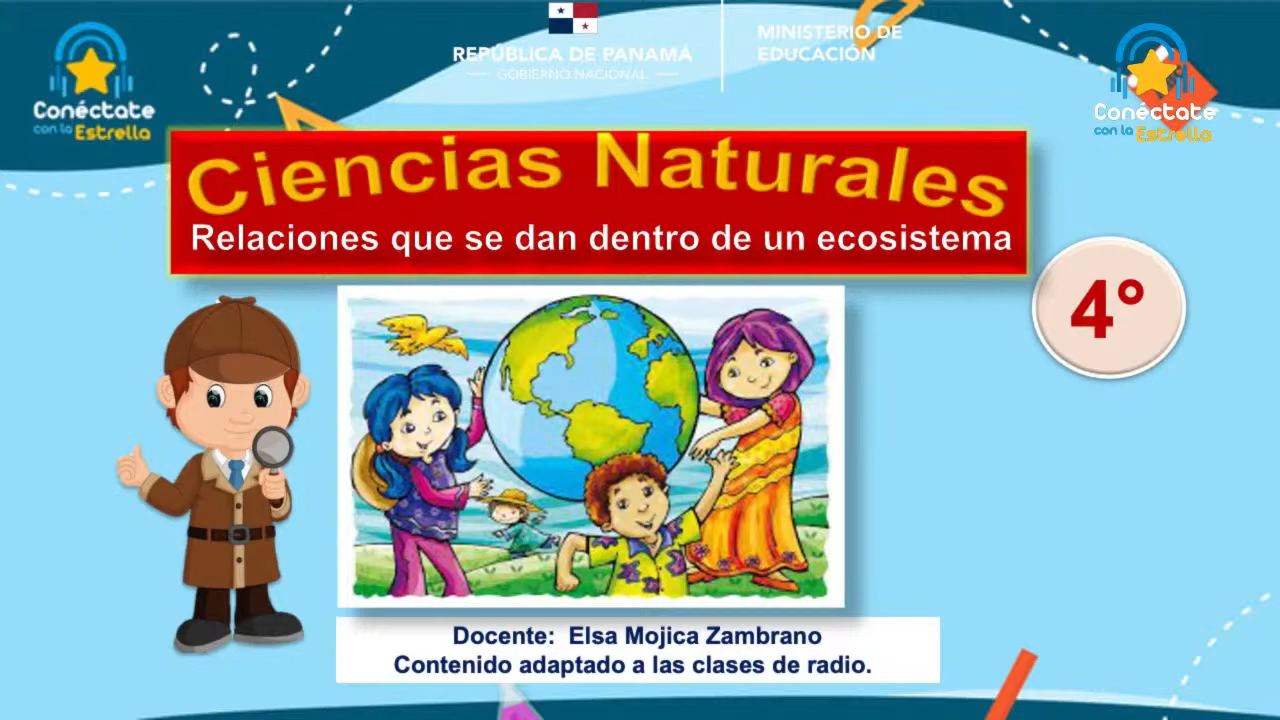 REPÚBLICA DE PANAMÁ
GOBIERNO NACIONAL
MINISTERIO DE
EDUCACIÓN
Conéctate
con la Estrella
Conéctate
con la Estrella
Ciencias Naturales
Relaciones que se dan dentro de un ecosistema
4°
Docente: Elsa Mojica Zambrano
Contenido adaptado a las clases de radio.